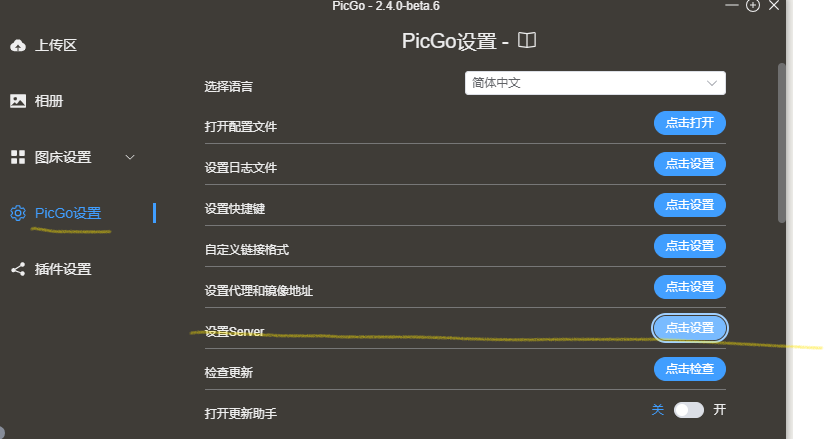 PicGo - 2.4.0-beta.6
上传区
相册
图床设置
PicGo设置
插件设置
PicGo设置 -
选择语言 简体中文
打开配置文件 点击打开
设置日志文件 点击设置
设置快捷键 点击设置
自定义链接格式 点击设置
设置代理和镜像地址 点击设置
设置Server 点击设置
检查更新 点击检查
打开更新助手 关 开